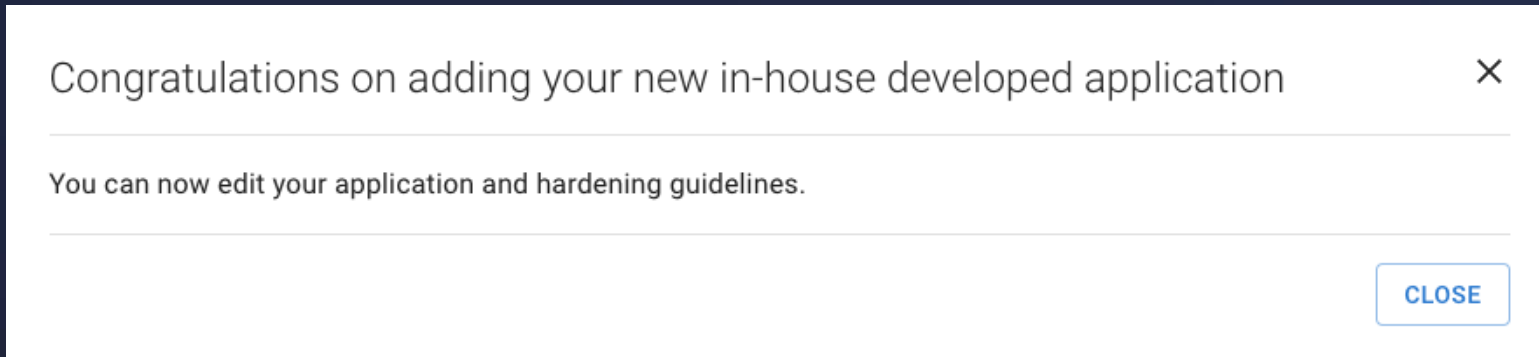 Congratulations on adding your new in-house developed application
You can now edit your application and hardening guidelines.
CLOSE